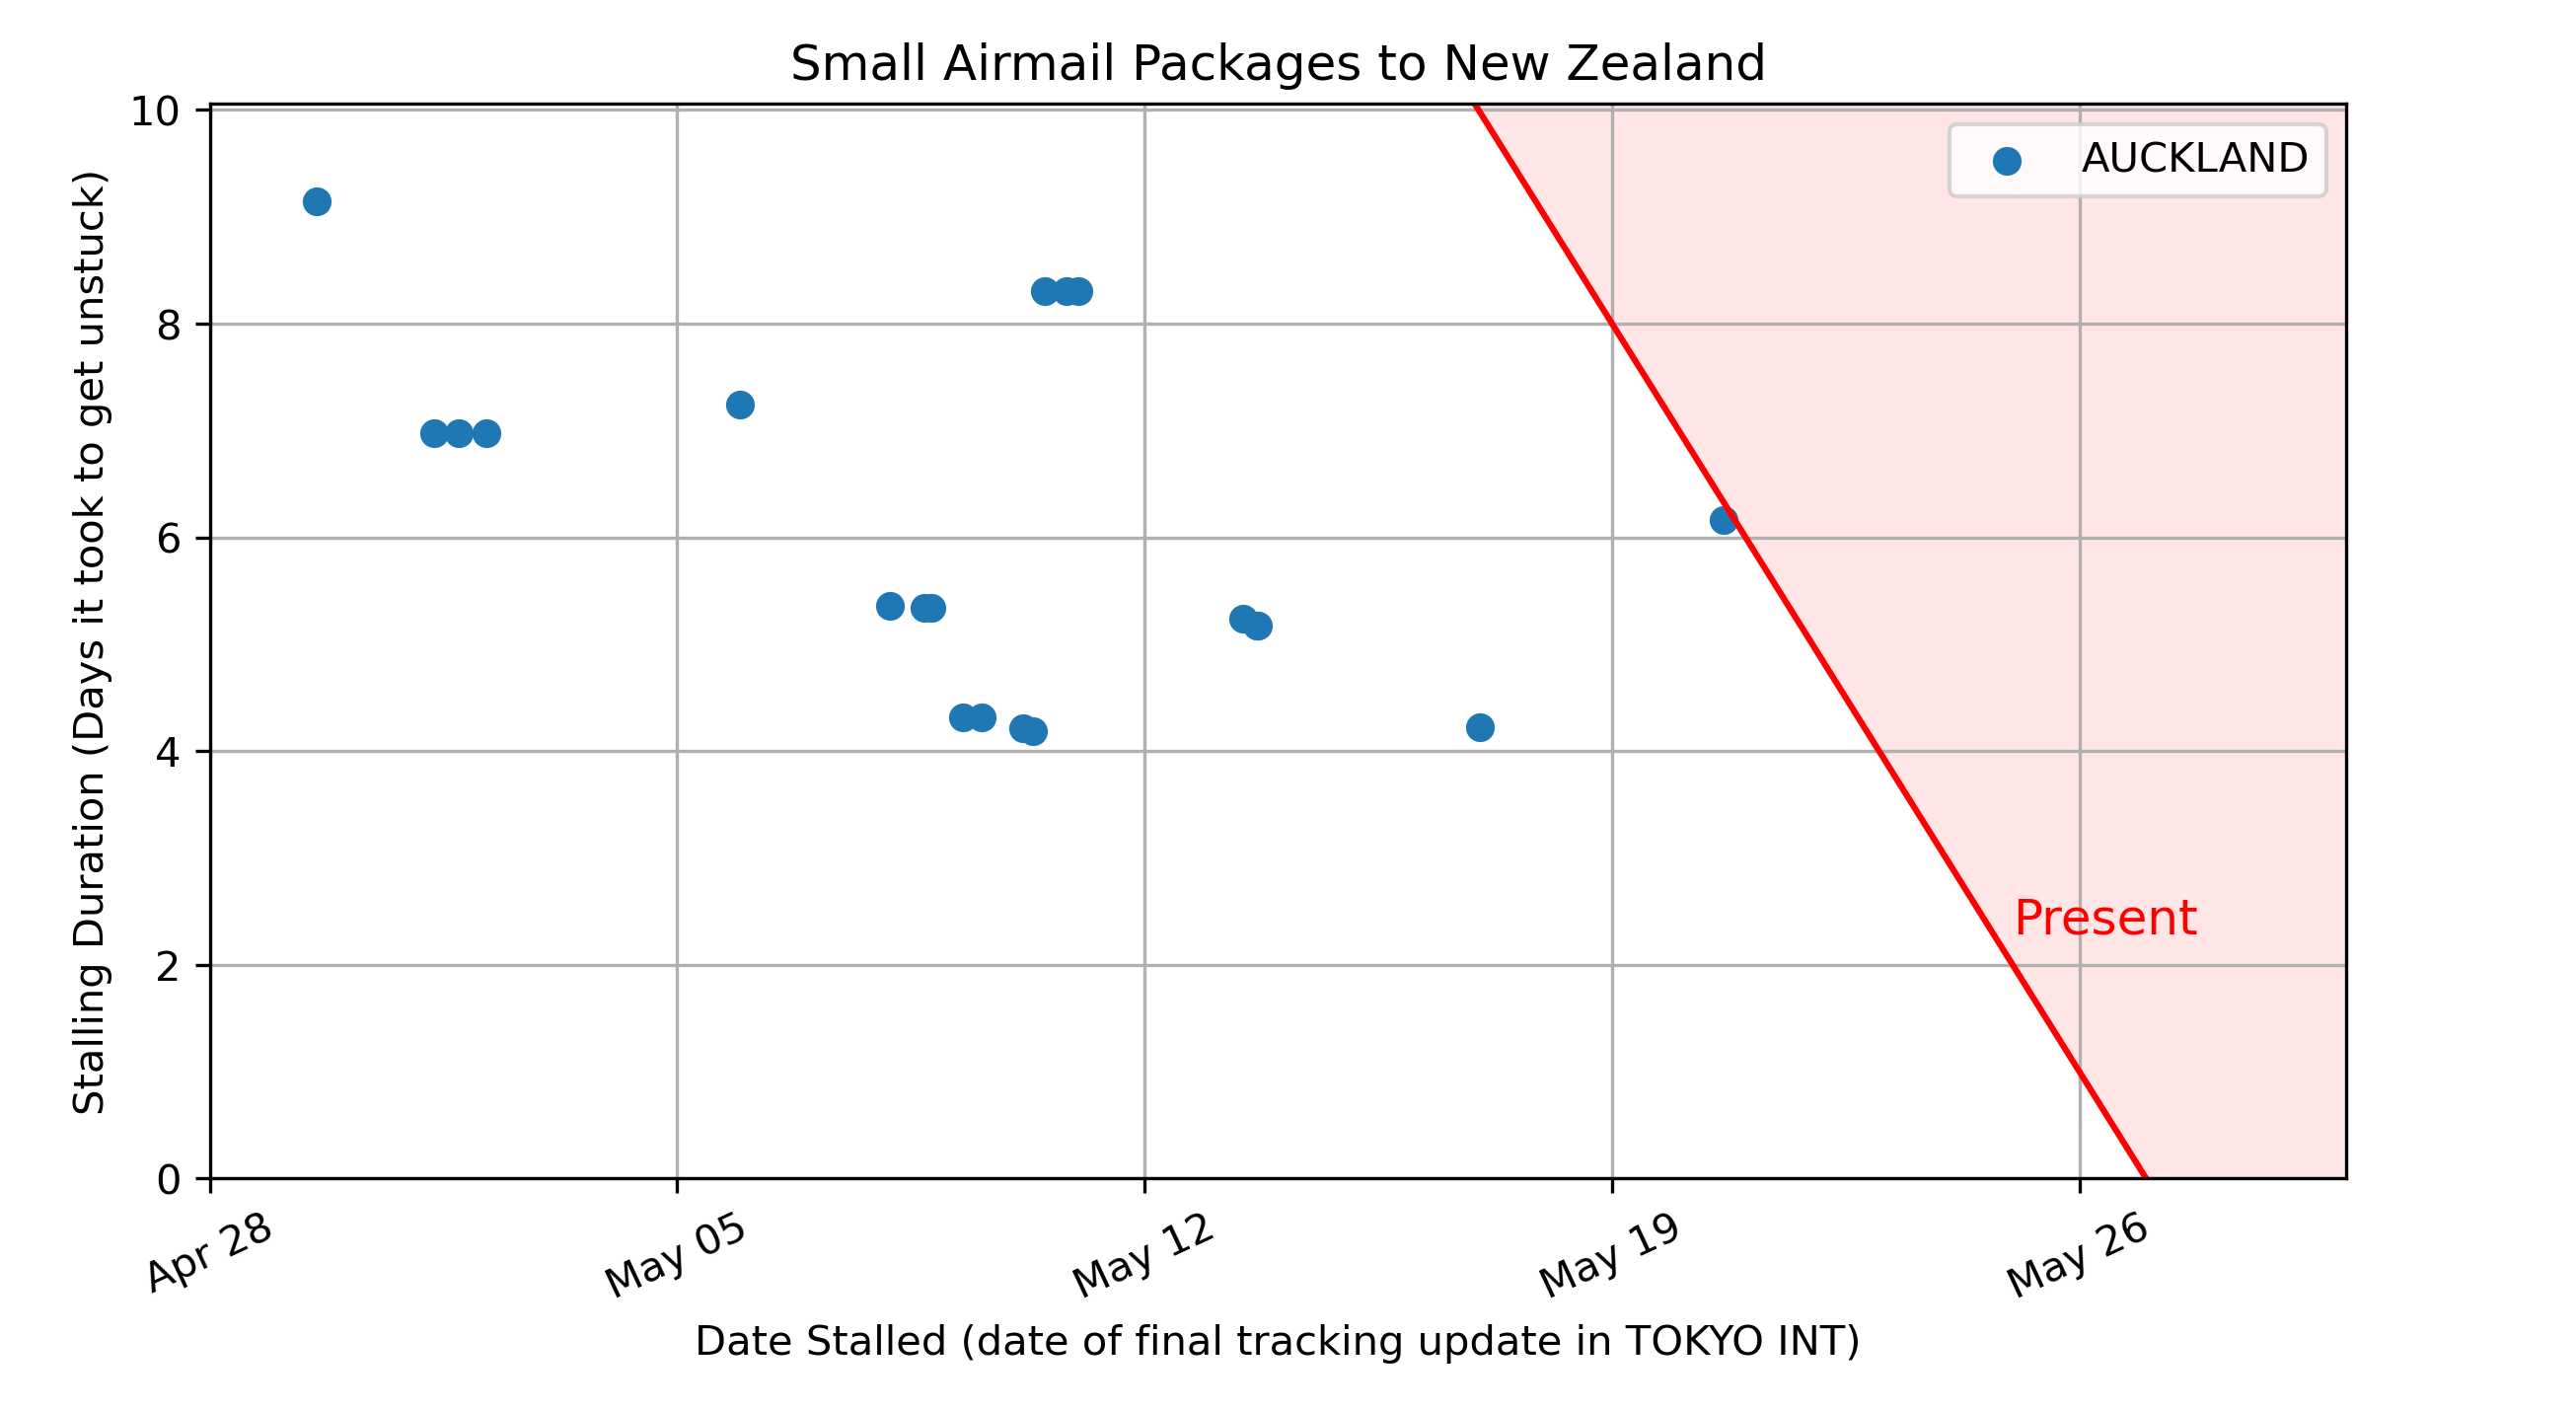 Small Airmail Packages to New Zealand
Stalling Duration (Days it took to get unstuck)
10
8
6
4
2
0
AUCKLAND
Present
Apr 28
May 05
May 12
May 19
May 26
Date Stalled (date of final tracking update in TOKYO INT)